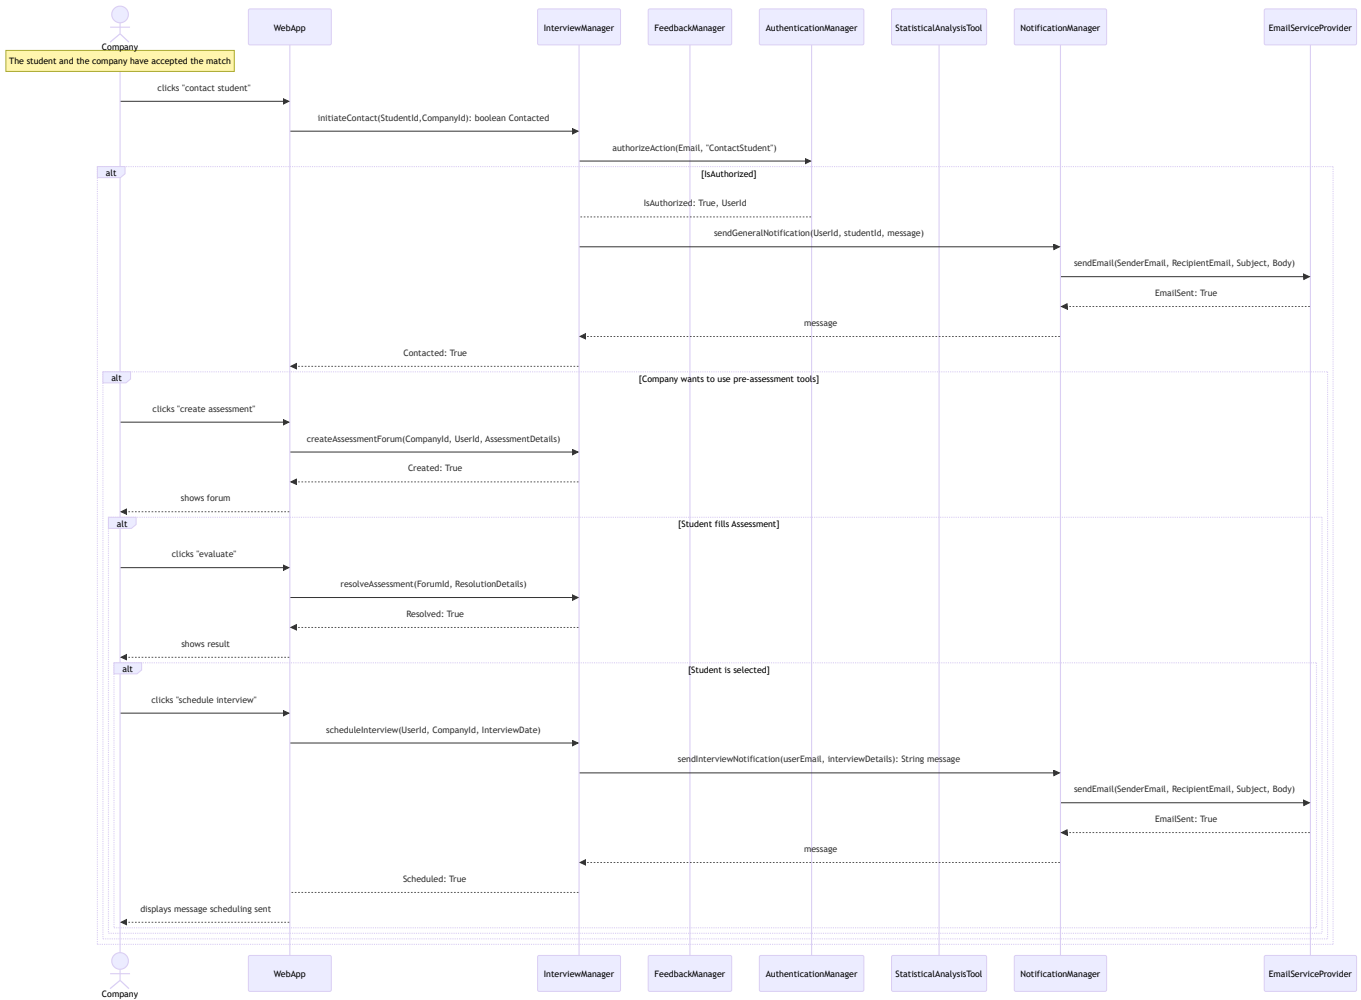 Company
WebApp
InterviewManager
FeedbackManager
AuthenticationManager
StatisticalAnalysisTool
NotificationManager
EmailServiceProvider
The student and the company have accepted the match
clicks "contact student"
initiateContact(StudentId,CompanyId): boolean Contacted
authorizeAction(Email, "ContactStudent")
alt
[IsAuthorized]
IsAuthorized: True, UserId
sendGeneralNotification(UserId, studentId, message)
sendEmail(SenderEmail, RecipientEmail, Subject, Body)
EmailSent: True
message
Contacted: True
alt
[Company wants to use pre-assessment tools]
clicks "create assessment"
createAssessmentForum(CompanyId, UserId, AssessmentDetails)
Created: True
shows forum
alt
[Student fills Assessment]
clicks "evaluate"
resolveAssessment(ForumId, ResolutionDetails)
Resolved: True
shows result
alt
[Student is selected]
clicks "schedule interview"
scheduleInterview(UserId, CompanyId, InterviewDate)
sendInterviewNotification(userEmail, interviewDetails): String message
sendEmail(SenderEmail, RecipientEmail, Subject, Body)
EmailSent: True
message
Scheduled: True
displays message scheduling sent
Company
WebApp
InterviewManager
FeedbackManager
AuthenticationManager
StatisticalAnalysisTool
NotificationManager
EmailServiceProvider